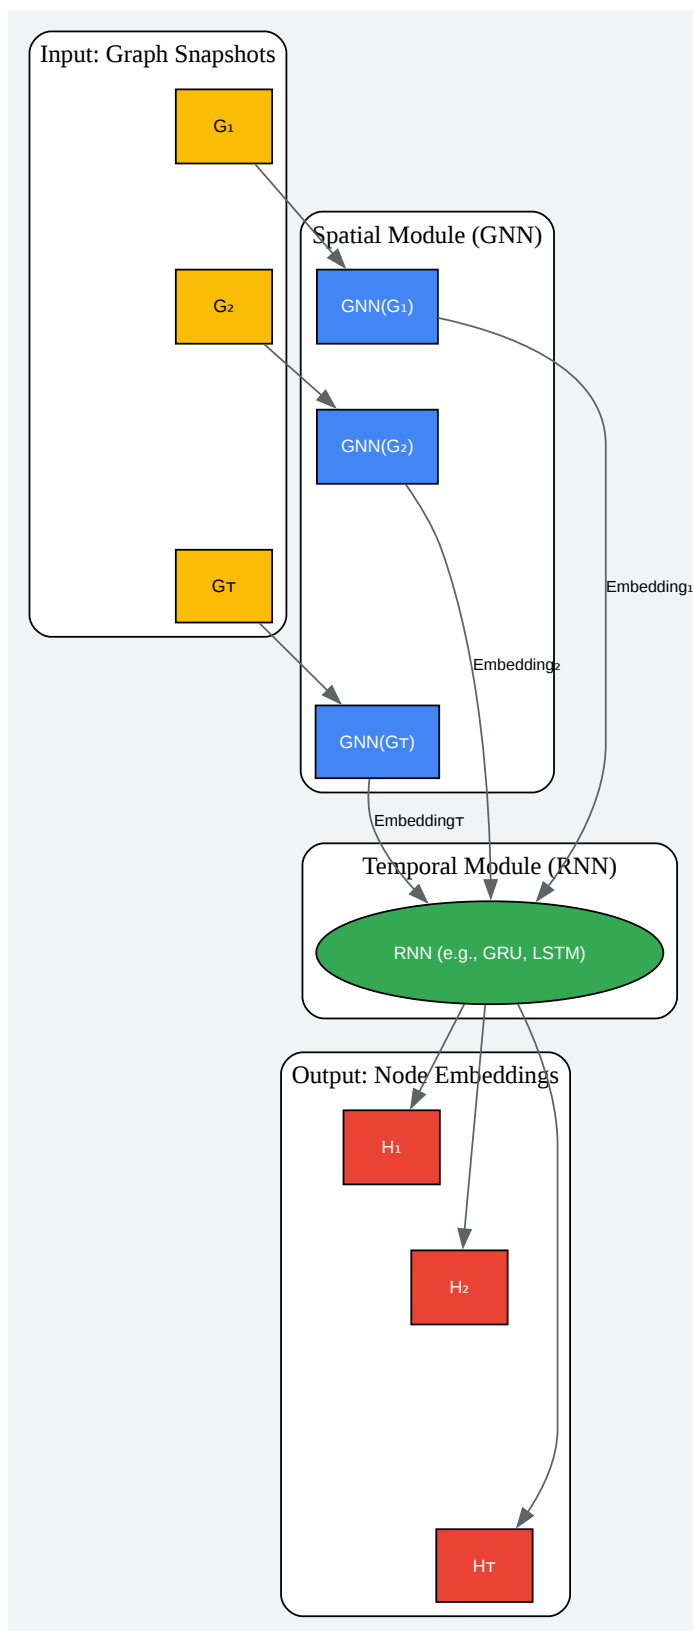 Input: Graph Snapshots
G₁
Spatial Module (GNN)
G₂
GNN(G₁)
GNN(G₂)
Gᴛ
Embedding₁
Embedding₂
GNN(Gᴛ)
Embeddingᴛ
Temporal Module (RNN)
RNN (e.g., GRU, LSTM)
Output: Node Embeddings
H₁
H₂
Hᴛ